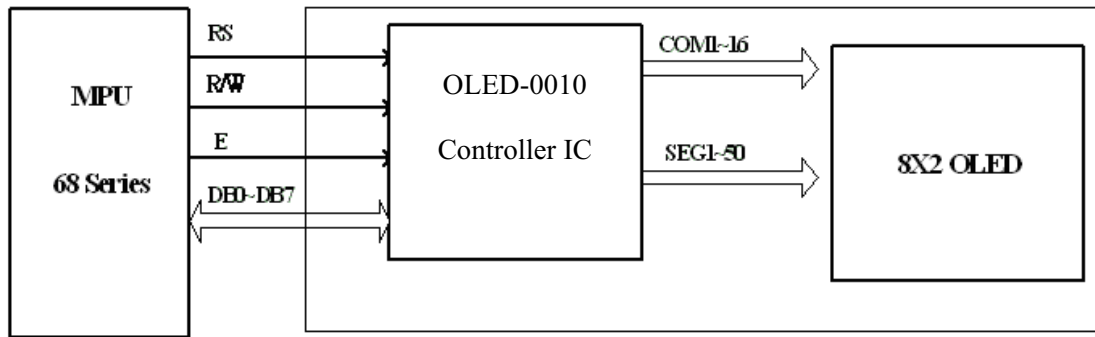 MPU
68 Series
RS
R/W
E
DB0~DB7
OLED-0010
Controller IC
COM1~16
SEG1~50
8X2 OLED